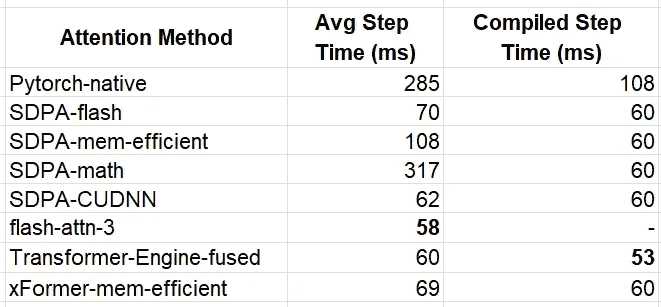 Attention Method Avg Step Time (ms) Compiled Step Time (ms)
Pytorch-native 285 108
SDPA-flash 70 60
SDPA-mem-efficient 108 60
SDPA-math 317 60
SDPA-CUDNN 62 60
flash-attn-3 58 -
Transformer-Engine-fused 60 53
xFormer-mem-efficient 69 60